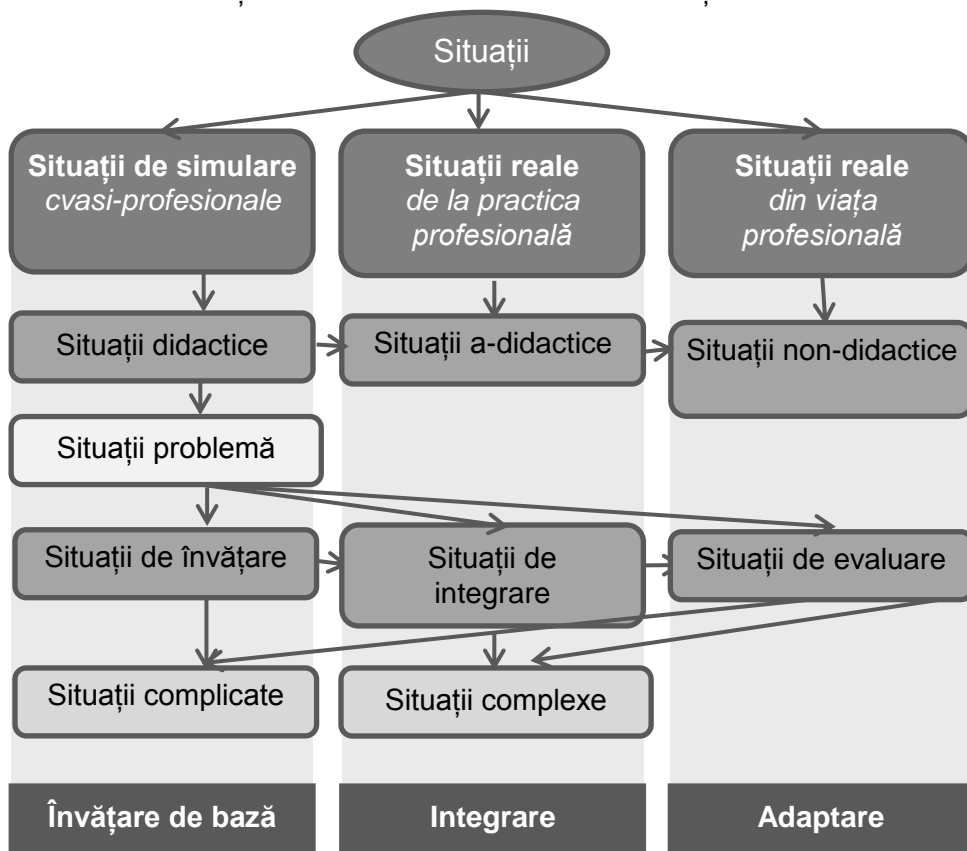 Situații
Situații de simulare
cvasi-profesionale
Situații reale
de la practica
profesională
Situații reale
din viața
profesională
Situații didactice
Situații a-didactice
Situații non-didactice
Situații problemă
Situații de învățare
Situații de
integrare
Situații de evaluare
Situații complicate
Situații complexe
Învățare de bază
Integrare
Adaptare